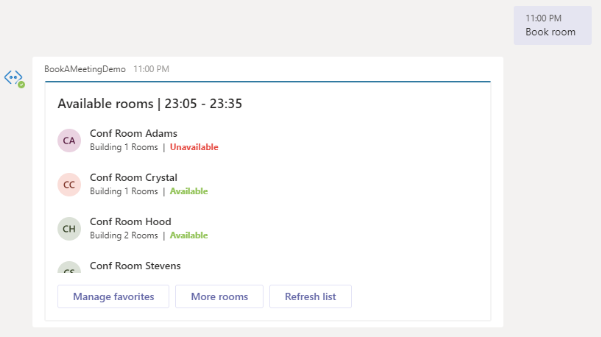 11:00 PM
Book room
BookAMeetingDemo 11:00 PM
Available rooms | 23:05 - 23:35
CA
Conf Room Adams
Building 1 Rooms | Unavailable
CC
Conf Room Crystal
Building 1 Rooms | Available
CH
Conf Room Hood
Building 2 Rooms | Available
CS
Conf Room Stevens
Manage favorites
More rooms
Refresh list